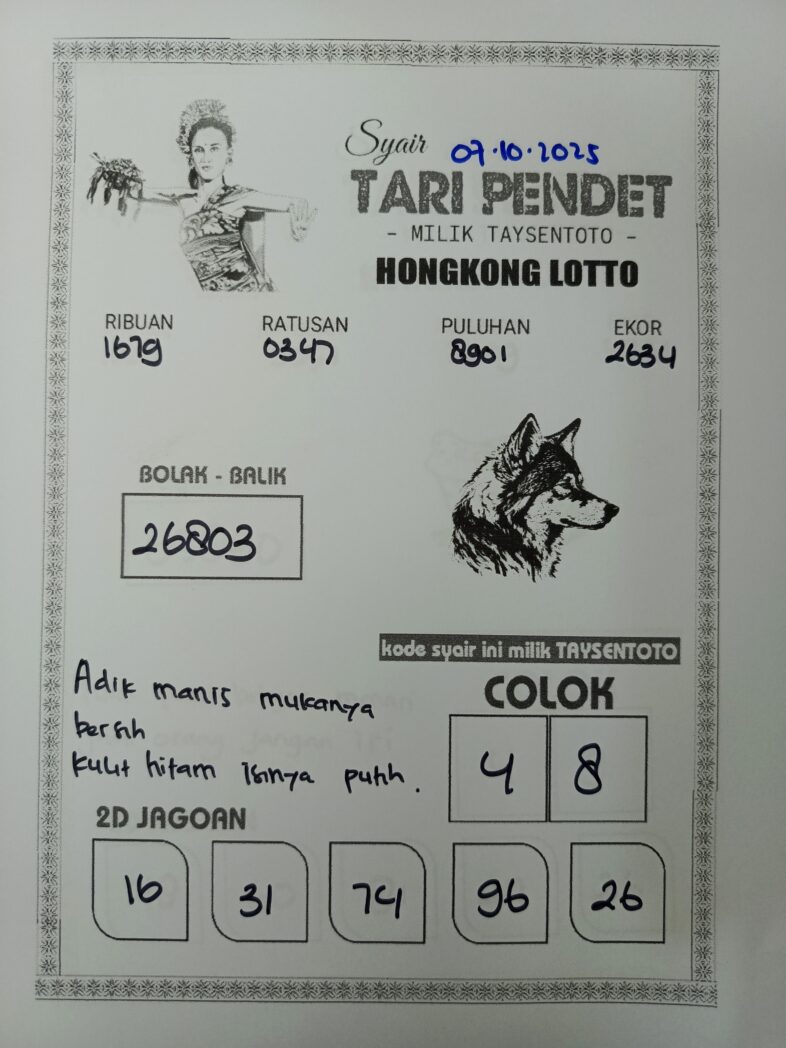 Syair 07.10.2025
TARI PENDET
- MILIK TAYSENTOTO -
HONGKONG LOTTO
RIBUAN RATUSAN PULUHAN EKOR
1679 0347 8901 2634
BOLAK - BALIK
26803
kode syair ini milik TAYSENTOTO
Adik manis mukanya
bersih
kulit hitam isinya putih.
COLOK
4 8
2D JAGOAN
16 31 74 96 26